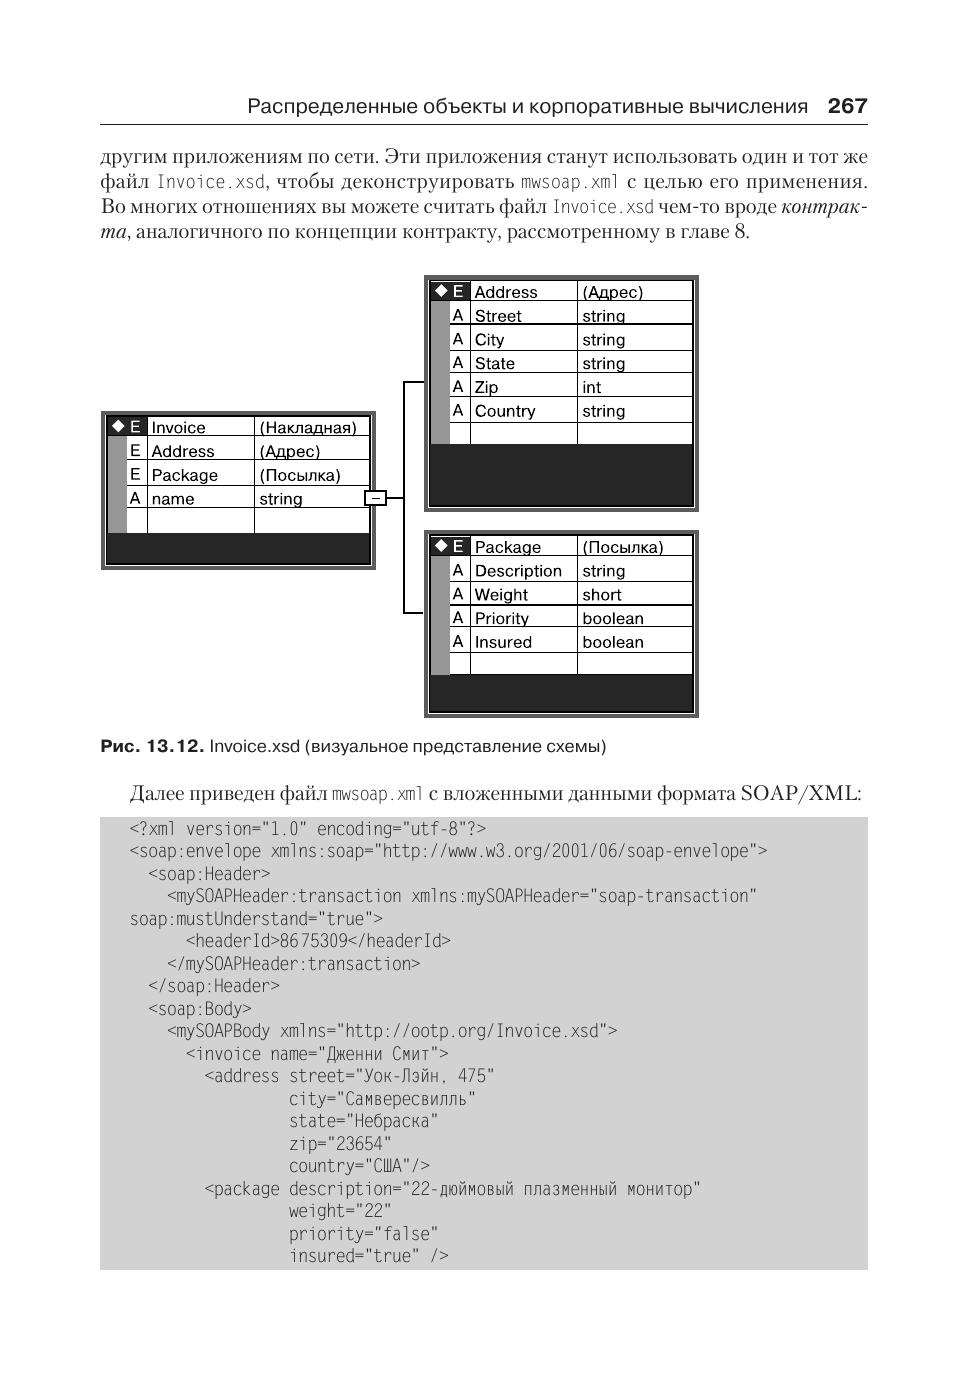 Распределенные объекты и корпоративные вычисления 267
другим приложениям по сети. Эти приложения станут использовать один и тот же
файл Invoice.xsd, чтобы деконструировать mwsoap.xml с целью его применения.
Во многих отношениях вы можете считать файл Invoice.xsd чем-то вроде контрак-
та, аналогичного по концепции контракту, рассмотренному в главе 8.
E Invoice (Накладная)
E Address (Адрес)
E Package (Посылка)
A name string
E Address (Адрес)
A Street string
A City string
A State string
A Zip int
A Country string
E Package (Посылка)
A Description string
A Weight short
A Priority boolean
A Insured boolean
Рис. 13.12. Invoice.xsd (визуальное представление схемы)
Далее приведен файл mwsoap.xml с вложенными данными формата SOAP/XML:
<?xml version="1.0" encoding="utf-8"?>
<soap:envelope xmlns:soap="http://www.w3.org/2001/06/soap-envelope">
<soap:Header>
<mySOAPHeader:transaction xmlns:mySOAPHeader="soap-transaction"
soap:mustUnderstand="true">
<headerId>8675309</headerId>
</mySOAPHeader:transaction>
</soap:Header>
<soap:Body>
<mySOAPBody xmlns="http://ootp.org/Invoice.xsd">
<invoice name="Дженни Смит">
<address street="Уок-Лэйн, 475"
city="Самвересвилль"
state="Небраска"
zip="23654"
country="США"/>
<package description="22-дюймовый плазменный монитор"
weight="22"
priority="false"
insured="true" />